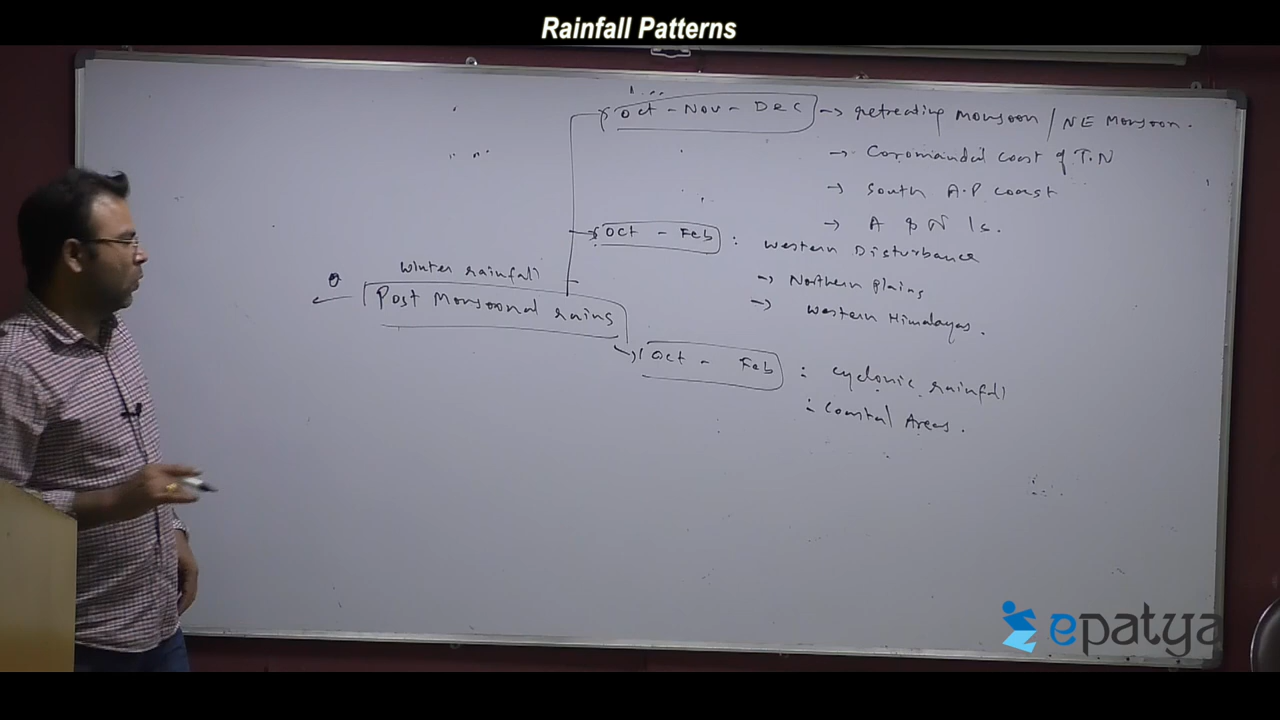 Rainfall Patterns
Oct - Nov - DEC → retreating Monsoon / NE Monsoon.
→ Coromandal coast of T.N
→ South A.P coast
→ A & N Is.
Oct - Feb : Western Disturbance
→ Northern plains
→ Western Himalayas.
Winter rainfall
Post Monsoonal rains
Oct - Feb : cyclonic rainfall
: Coastal Areas.
epatya